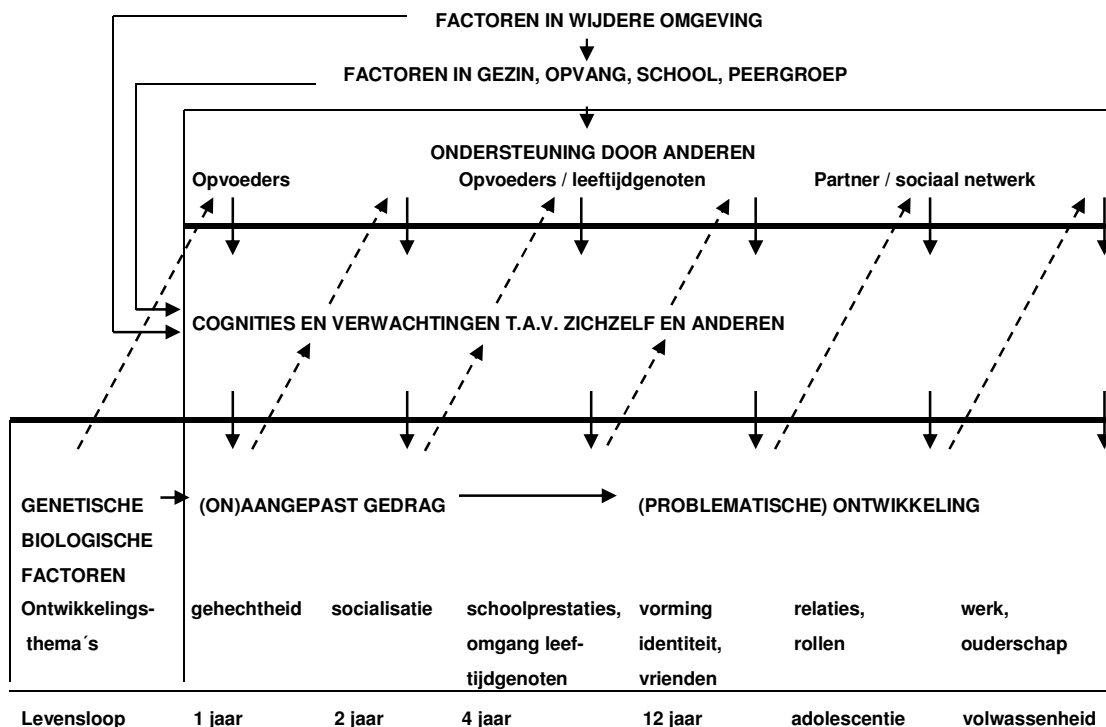 FACTOREN IN WIJDERE OMGEVING
FACTOREN IN GEZIN, OPVANG, SCHOOL, PEERGROEP
ONDERSTEUNING DOOR ANDEREN
Opvoeders Opvoeders / leeftijdgenoten Partner / sociaal netwerk
COGNITIES EN VERWACHTINGEN T.A.V. ZICHZELF EN ANDEREN
GENETISCHE (ON)AANGEPAST GEDRAG (PROBLEMATISCHE) ONTWIKKELING
BIOLOGISCHE
FACTOREN
Ontwikkelings- gehechtheid socialisatie schoolprestaties, vorming relaties, werk,
thema´s omgang leef- identiteit, rollen ouderschap
tijdgenoten vrienden
Levensloop 1 jaar 2 jaar 4 jaar 12 jaar adolescentie volwassenheid